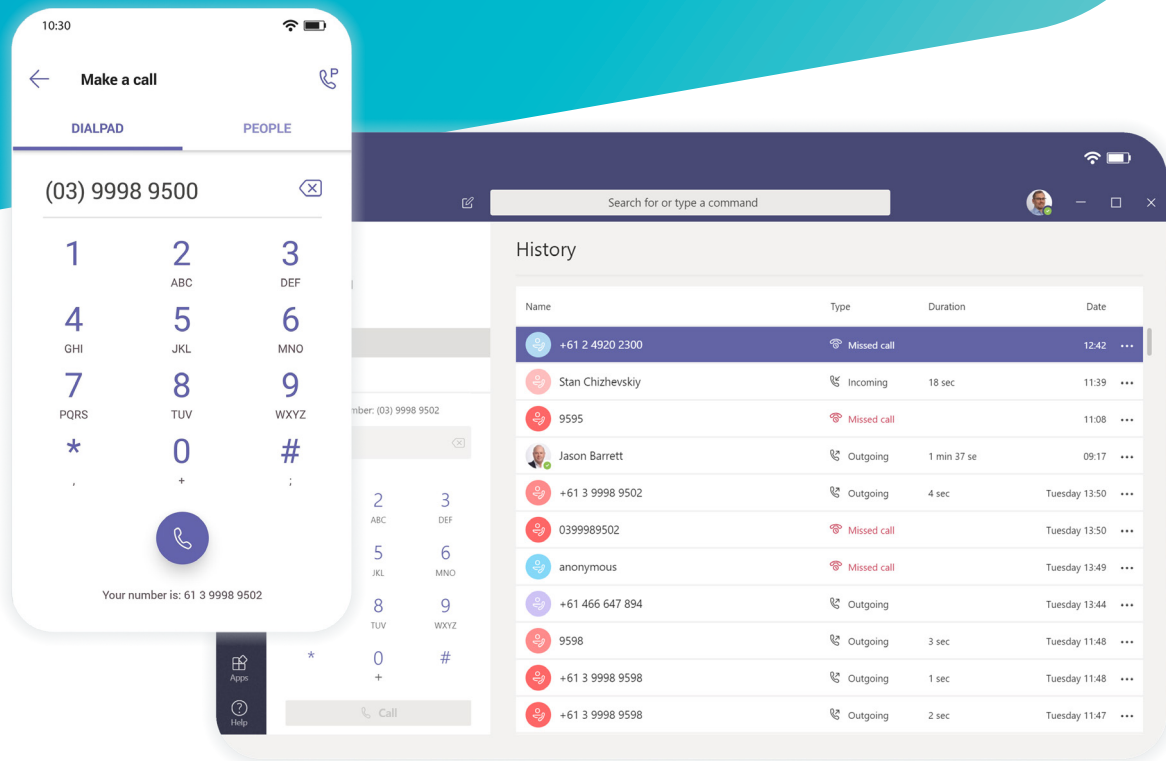 10:30
Make a call
P
DIALPAD PEOPLE
(03) 9998 9500
1 2 3
ABC DEF
4 5 6
GHI JKL MNO
7 8 9
PQRS TUV WXYZ
* 0 #
, + ;
Your number is: 61 3 9998 9502
Search for or type a command
History
Name Type Duration Date
+61 2 4920 2300 Missed call 12:42 ...
Stan Chizhevskiy Incoming 18 sec 11:39 ...
9595 Missed call 11:08 ...
Jason Barrett Outgoing 1 min 37 se 09:17 ...
+61 3 9998 9502 Outgoing 4 sec Tuesday 13:50 ...
0399989502 Missed call Tuesday 13:50 ...
anonymous Missed call Tuesday 13:49 ...
+61 466 647 894 Outgoing Tuesday 13:44 ...
9598 Outgoing 3 sec Tuesday 11:48 ...
+61 3 9998 9598 Outgoing 1 sec Tuesday 11:48 ...
+61 3 9998 9598 Outgoing 2 sec Tuesday 11:47 ...
mber: (03) 9998 9502
2 3
ABC DEF
5 6
JKL MNO
8 9
TUV WXYZ
* 0 #
+
Call
Apps
Help